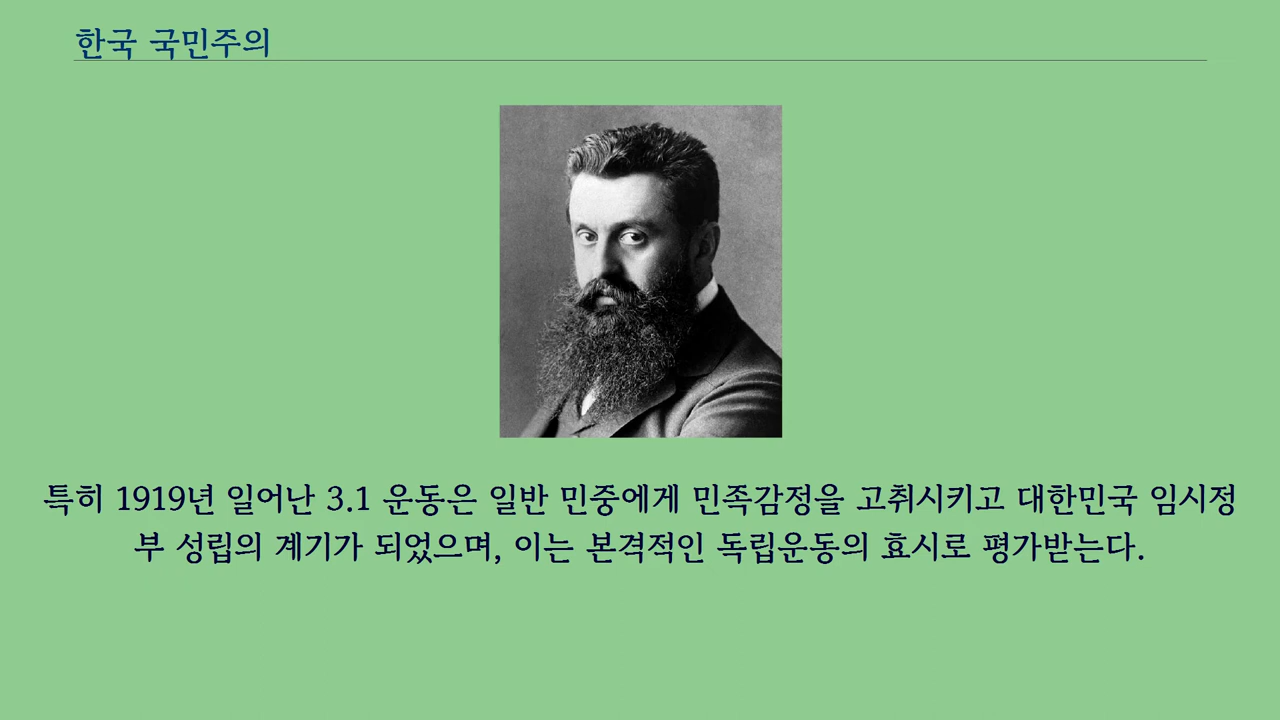 한국 국민주의
특히 1919년 일어난 3.1 운동은 일반 민중에게 민족감정을 고취시키고 대한민국 임시정
부 성립의 계기가 되었으며, 이는 본격적인 독립운동의 효시로 평가받는다.